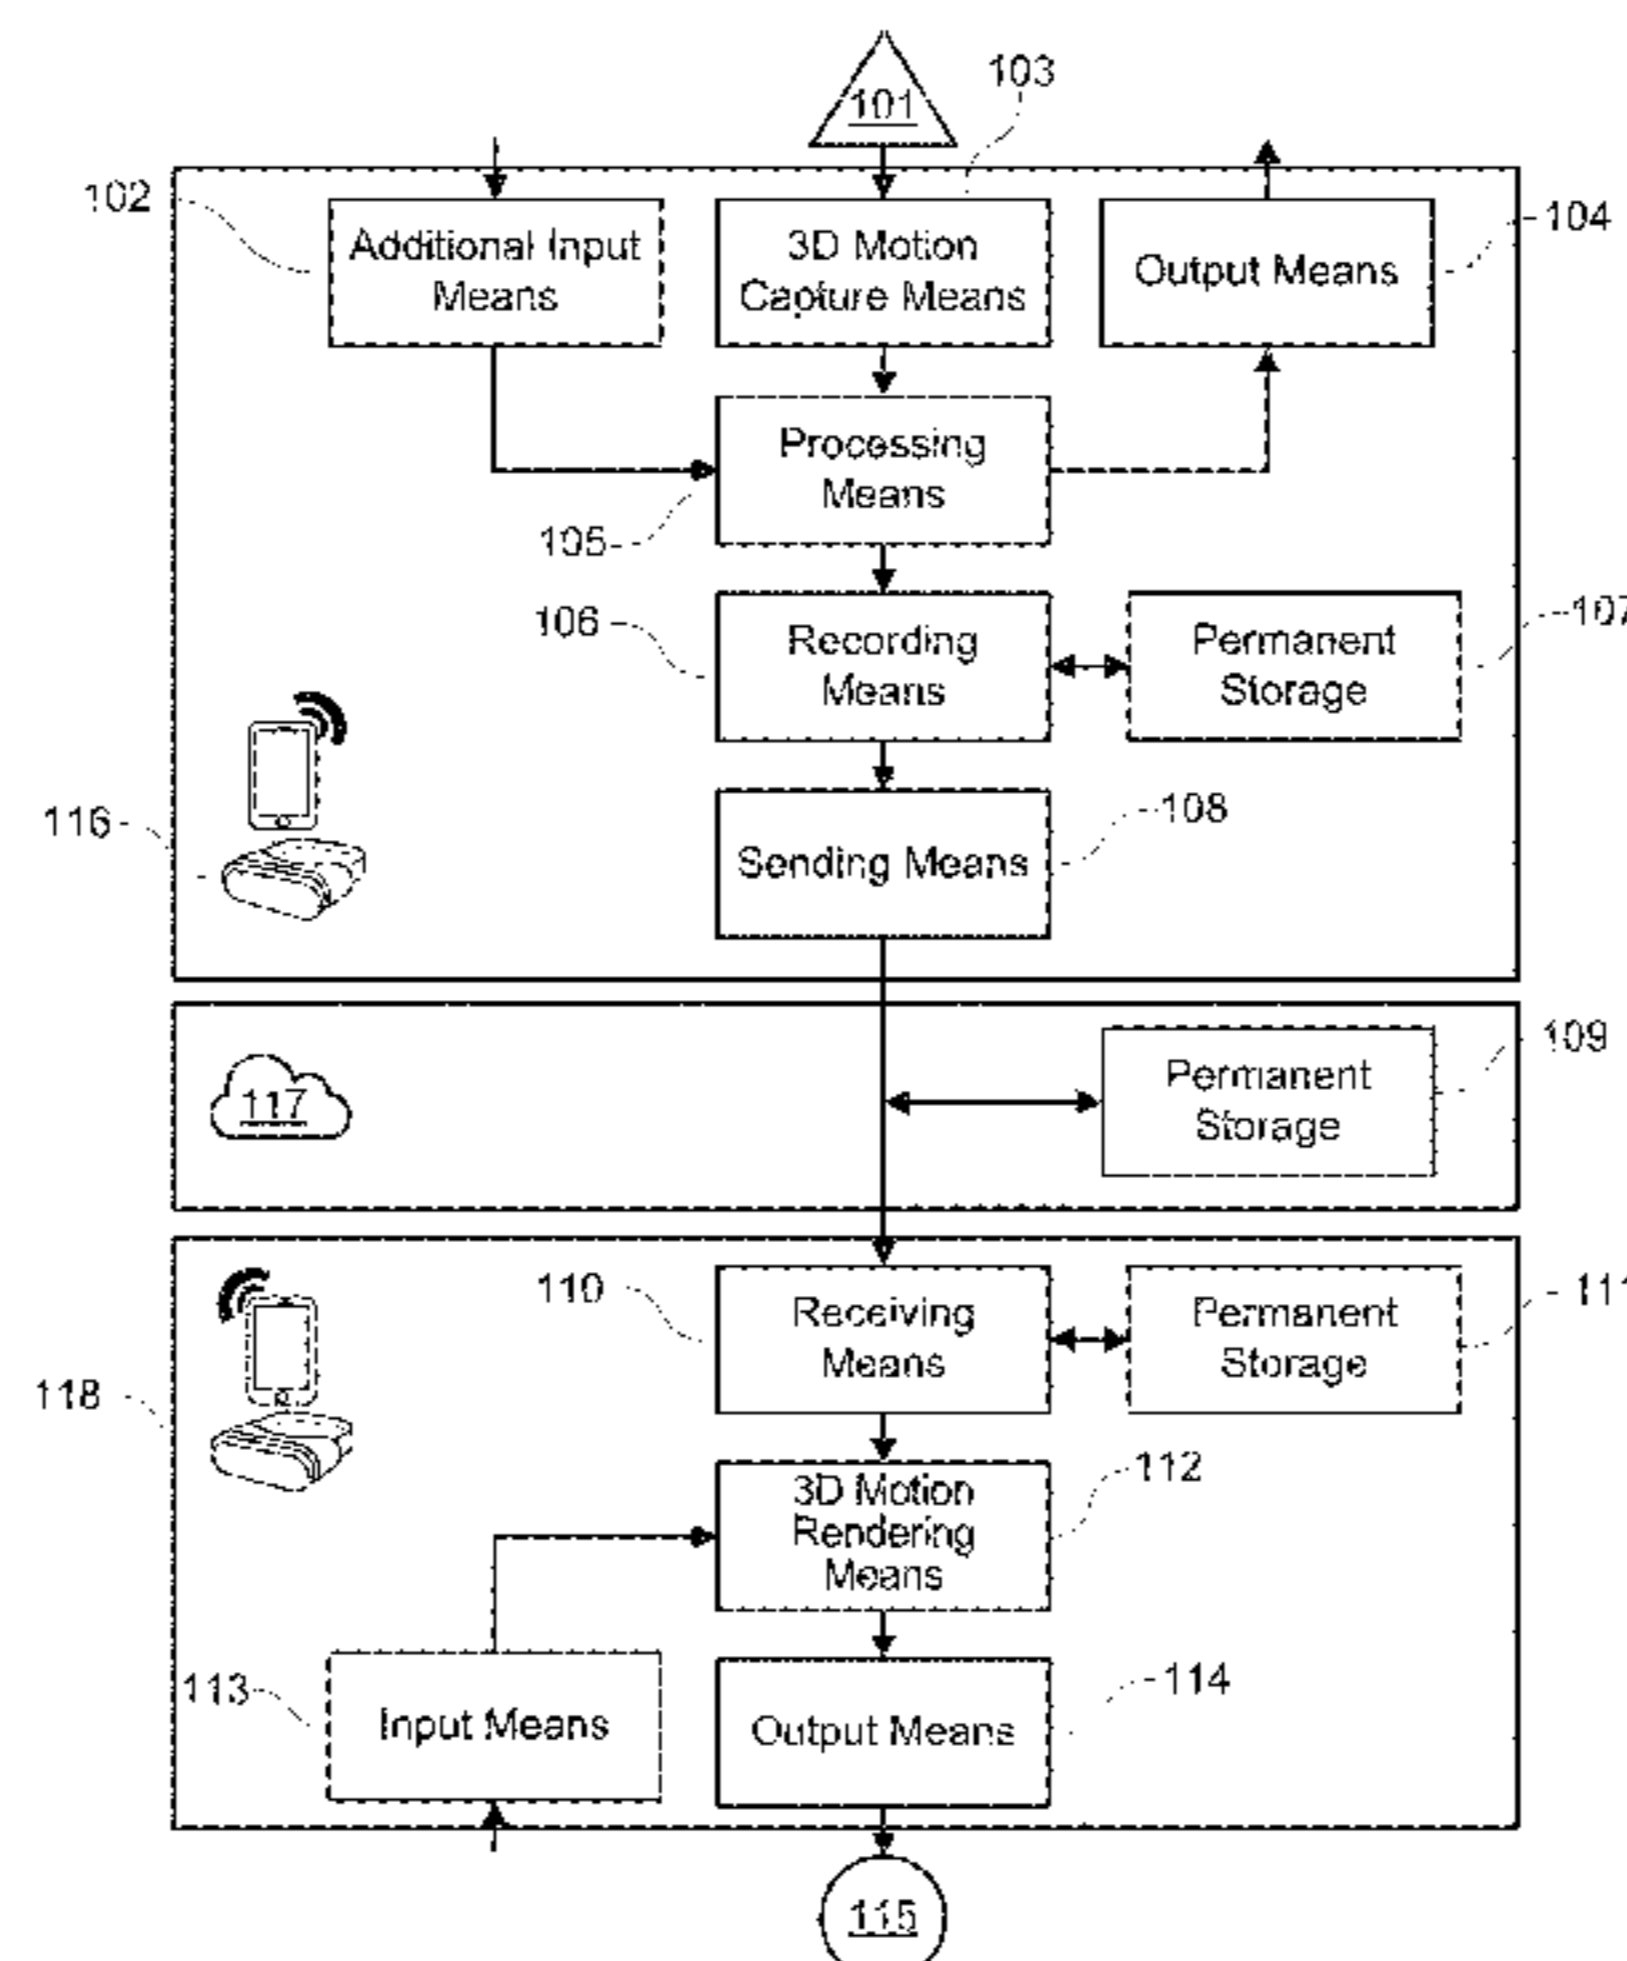 101
103
102
Additional Input
Means
3D Motion
Capture Means
Output Means
104
Processing
Means
105
106
Recording
Means
Permanent
Storage
107
116
Sending Means
108
117
Permanent
Storage
109
110
Receiving
Means
Permanent
Storage
111
118
3D Motion
Rendering
Means
112
113
Input Means
Output Means
114
115